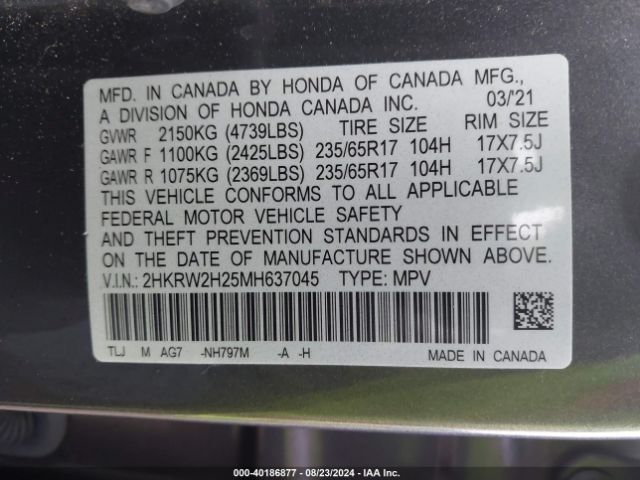 MFD. IN CANADA BY HONDA OF CANADA MFG.,
A DIVISION OF HONDA CANADA INC. 03/'21
GVWR 2150KG (4739LBS) TIRE SIZE RIM SIZE
GAWR F 1100KG (2425LBS) 235/65R17 104H 17X7.5J
GAWR R 1075KG (2369LBS) 235/65R17 104H 17X7.5J
THIS VEHICLE CONFORMS TO ALL APPLICABLE
FEDERAL MOTOR VEHICLE SAFETY
AND THEFT PREVENTION STANDARDS IN EFFECT
ON THE DATE OF MANUFACTURE SHOWN ABOVE.
V.I.N.: 2HKRW2H25MH637045 TYPE: MPV
TLJ M AG7 -NH797M -A -H MADE IN CANADA
000-40186877 - 08/23/2024 - IAA Inc.